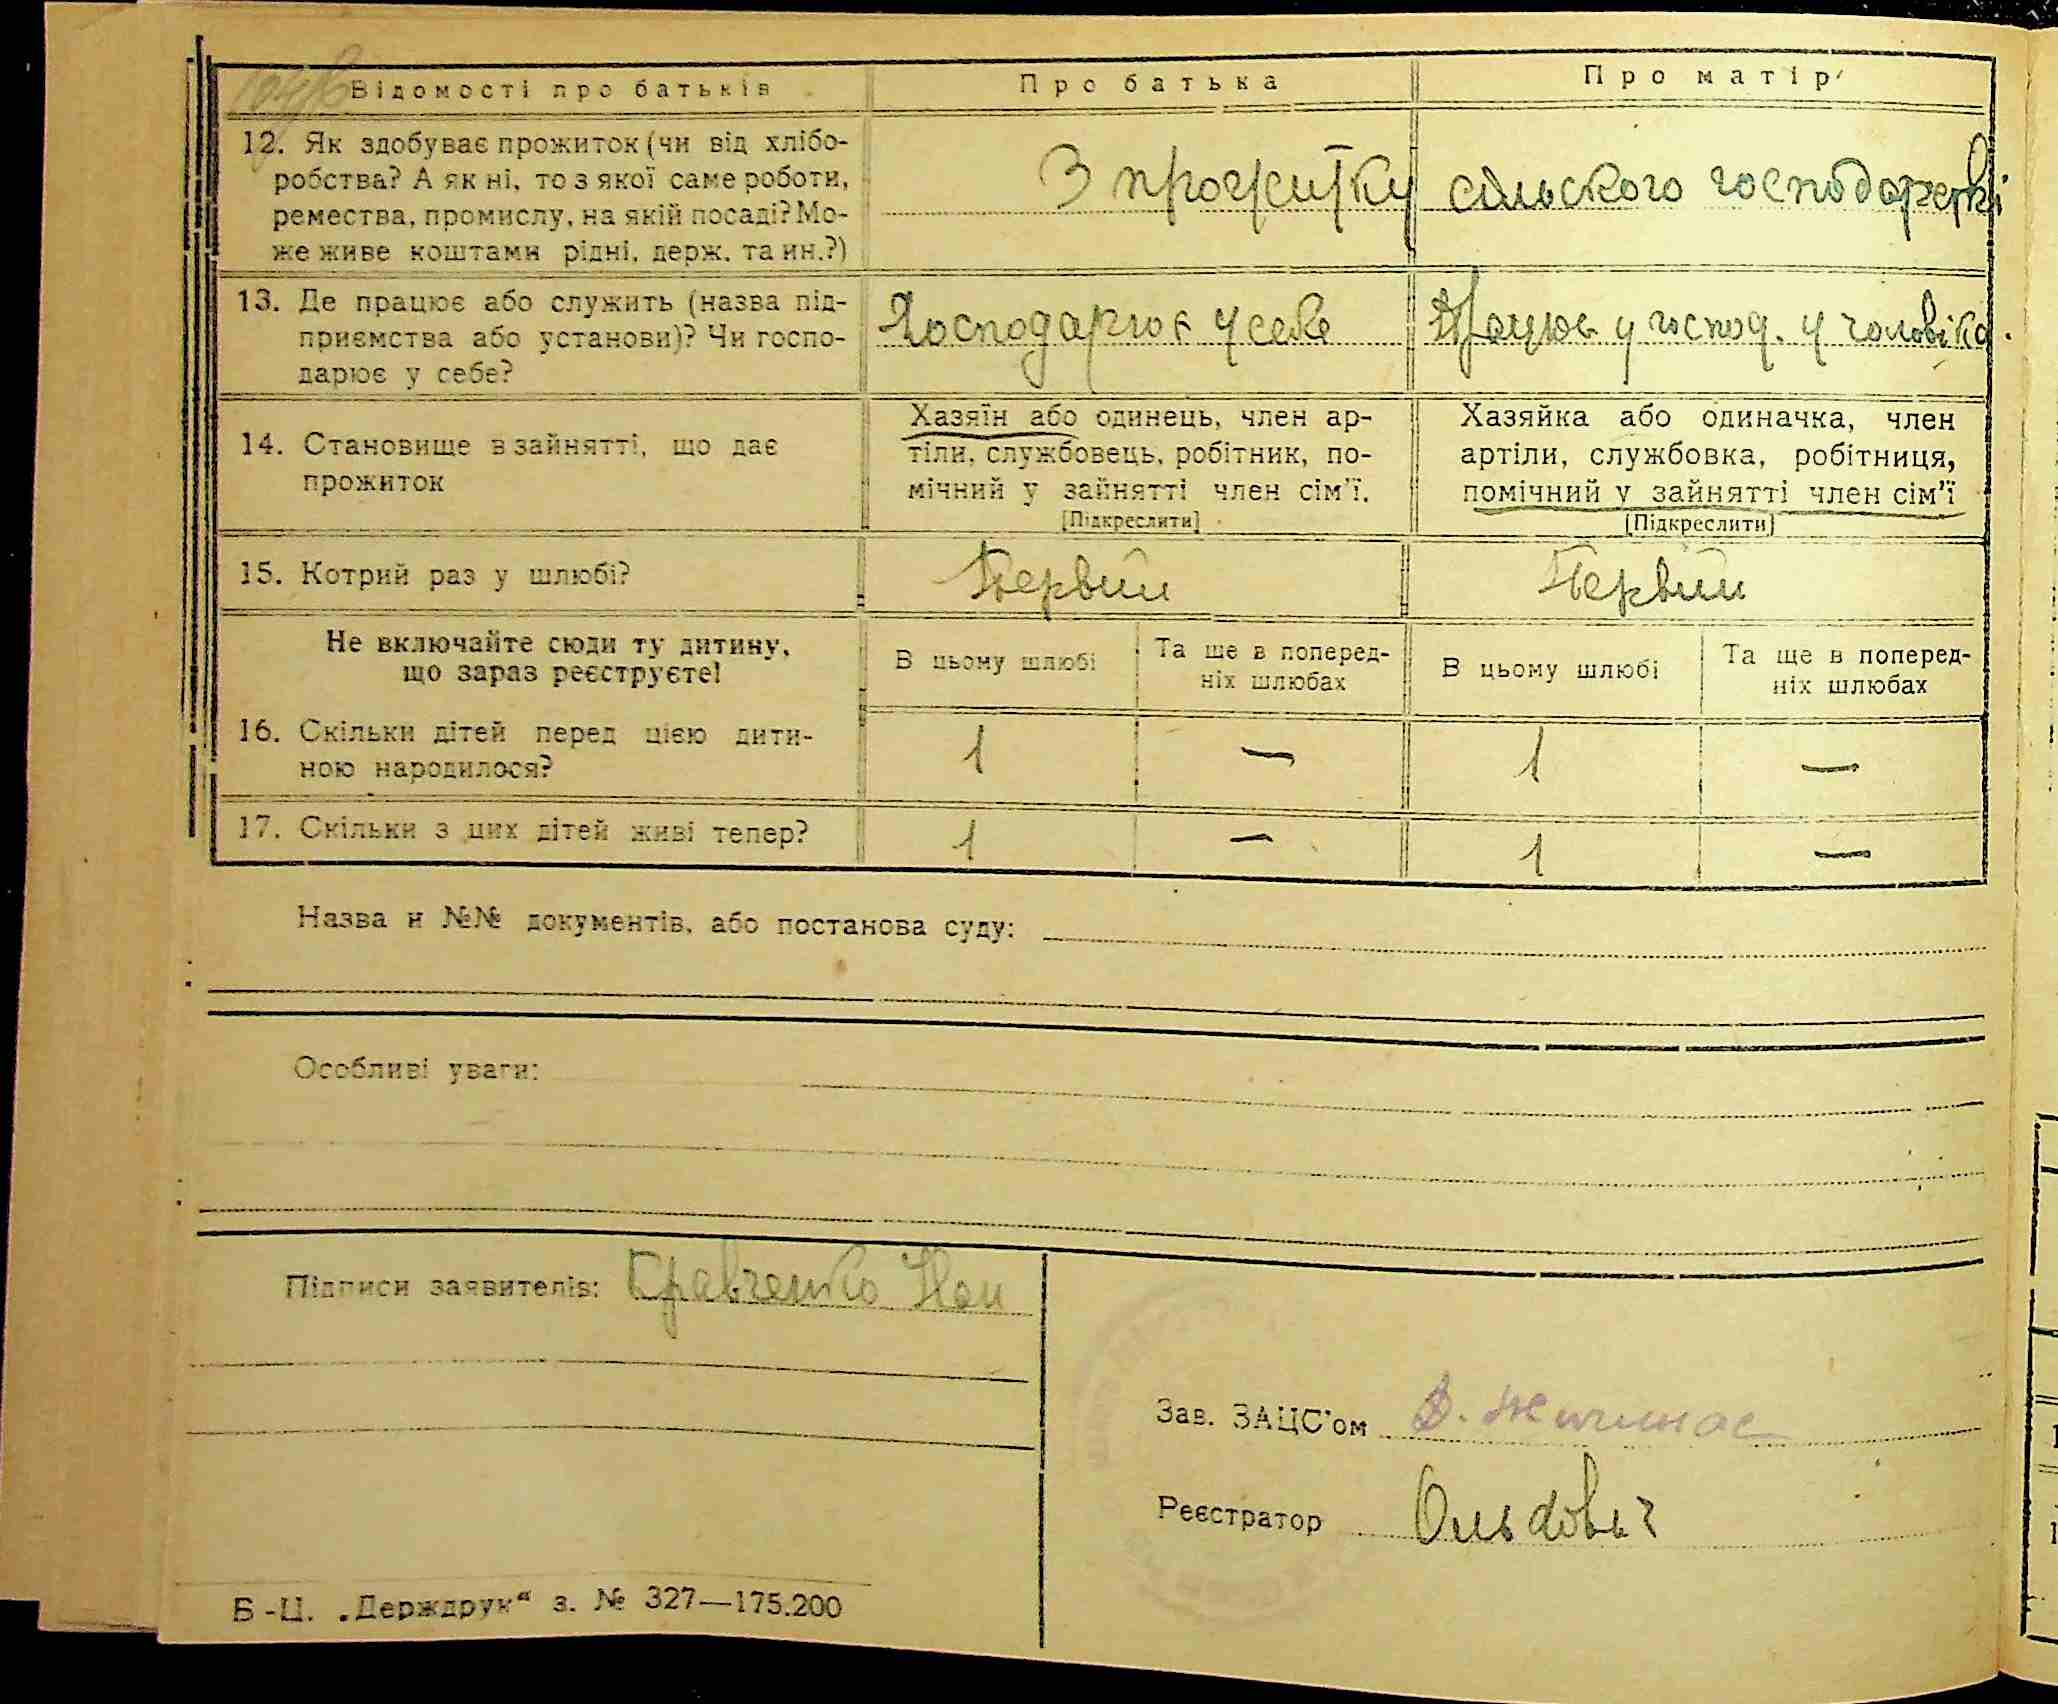 Відомості про батьків
Про батька
Про матір
12. Як здобуває прожиток (чи від хлібо-
робства? А як ні, то з якої саме роботи,
ремества, промислу, на якій посаді? Мо-
же живе коштами рідні, держ. та ин.?)
З прожитку сільського господарства
13. Де працює або служить (назва під-
приємства або установи)? Чи госпо-
дарює у себе?
Господарює у себе
Працює у господ. у чоловіка.
14. Становище в зайнятті, що дає
прожиток
Хазяїн або одинець, член ар-
тіли, службовець, робітник, по-
мічний у зайнятті член сім'ї.
[Підкреслити]
Хазяйка або одиначка, член
артіли, службовка, робітниця,
помічний у зайнятті член сім'ї
[Підкреслити]
15. Котрий раз у шлюбі?
Первий
Первий
Не включайте сюди ту дитину,
що зараз реєструєте!
В цьому шлюбі
Та ще в поперед-
ніх шлюбах
В цьому шлюбі
Та ще в поперед-
ніх шлюбах
16. Скільки дітей перед цією дити-
ною народилося?
1 — 1 —
17. Скільки з цих дітей живі тепер?
1 — 1 —
Назва и №№ документів, або постанова суду:
Особливі уваги:
Підписи заявителів: Кравченко
Зав. ЗАЦС'ом
Реєстратор
Б-Ц. „Держдрук" з. № 327—175.200